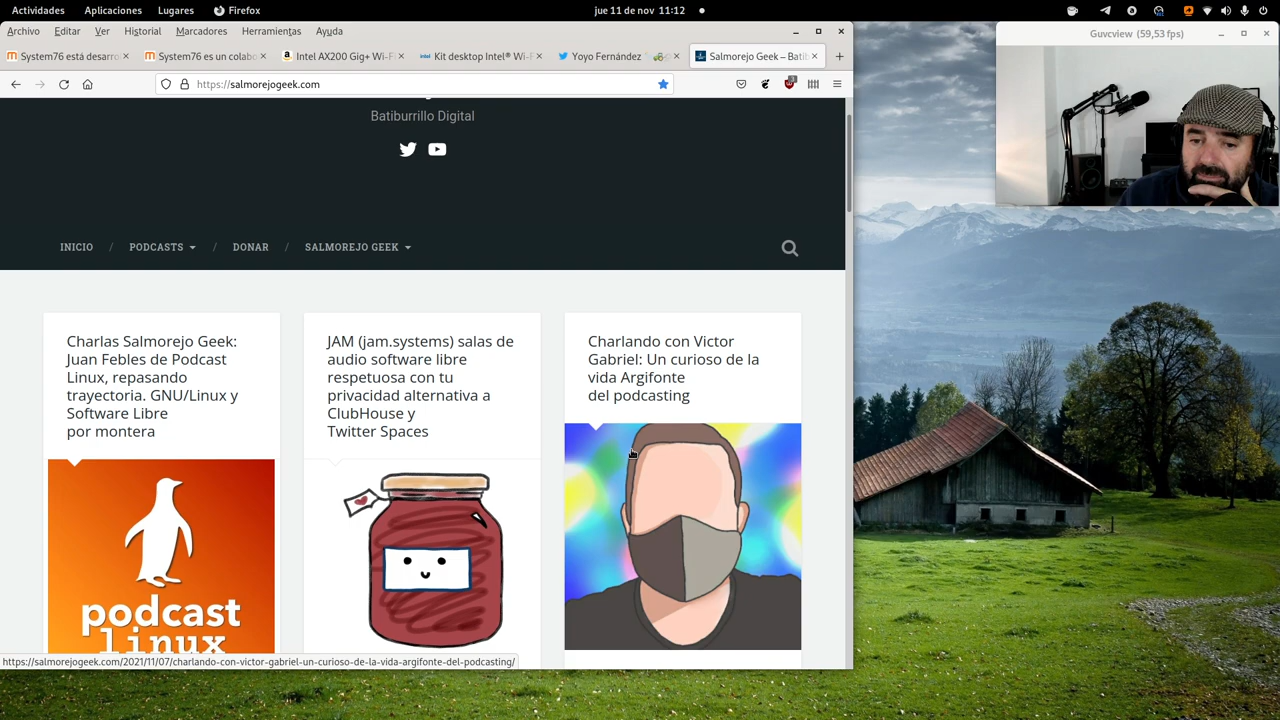 Actividades Aplicaciones Lugares Firefox jue 11 de nov 11:12
Archivo Editar Ver Historial Marcadores Herramientas Ayuda
Guvcview (59,53 fps)
System76 está desarro System76 es un colabo Intel AX200 Gig+ Wi-F Kit desktop Intel® Wi-F Yoyo Fernández Salmorejo Geek – Batib
https://salmorejogeek.com
Batiburrillo Digital
INICIO / PODCASTS / DONAR / SALMOREJO GEEK
Charlas Salmorejo Geek:
Juan Febles de Podcast
Linux, repasando
trayectoria. GNU/Linux y
Software Libre
por montera
JAM (jam.systems) salas de
audio software libre
respetuosa con tu
privacidad alternativa a
ClubHouse y
Twitter Spaces
Charlando con Victor
Gabriel: Un curioso de la
vida Argifonte
del podcasting
podcast
linux
https://salmorejogeek.com/2021/11/07/charlando-con-victor-gabriel-un-curioso-de-la-vida-argifonte-del-podcasting/